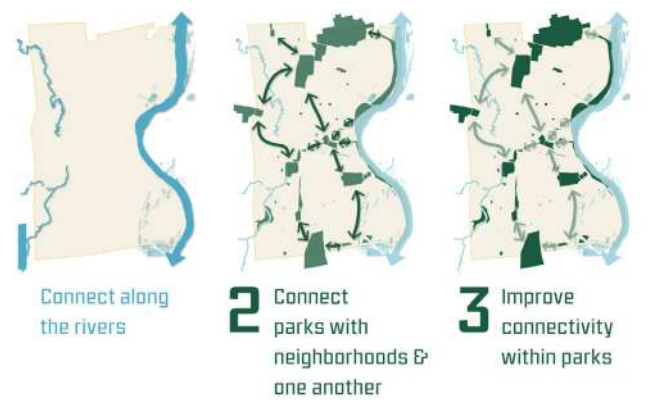 Connect along
the rivers
2
Connect
parks with
neighborhoods &
one another
3
Improve
connectivity
within parks